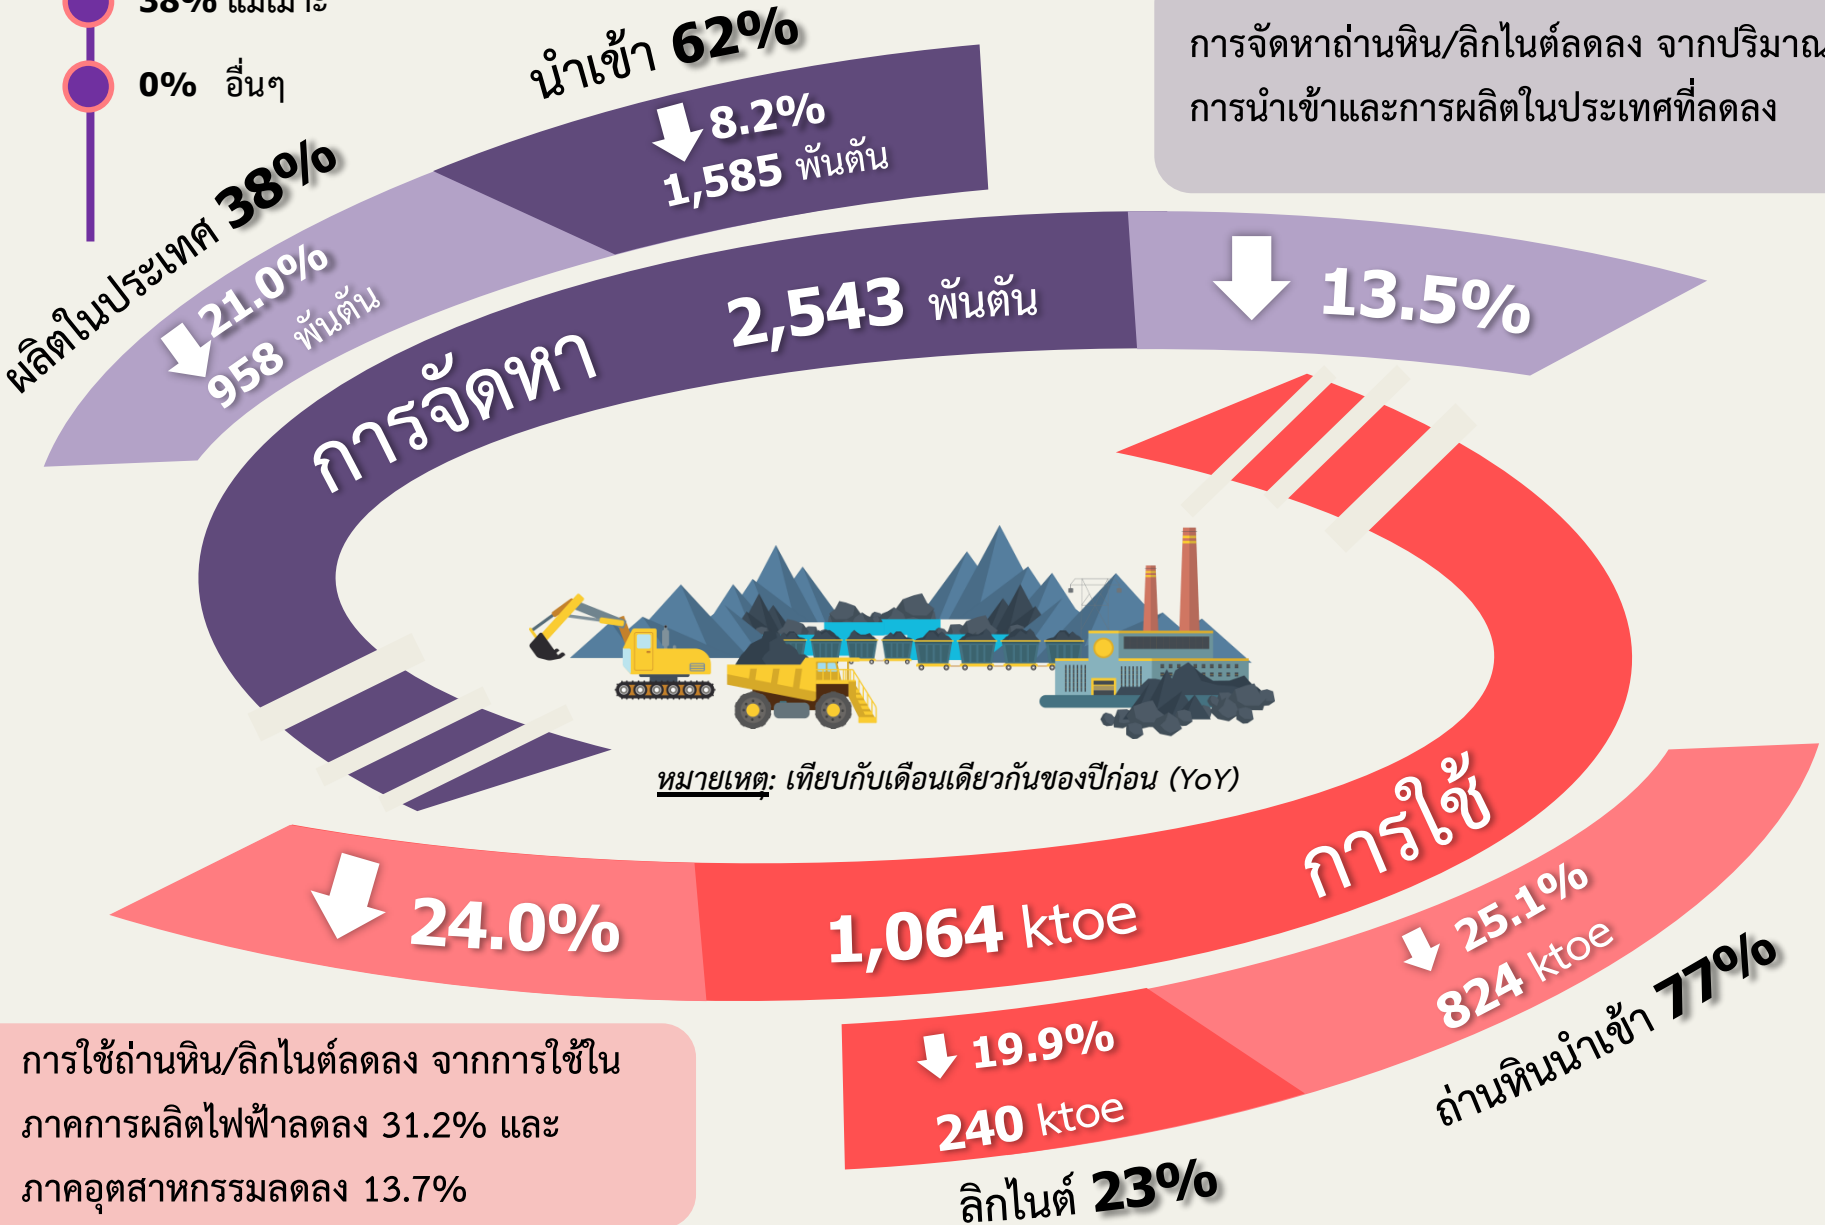 38% แม่เมาะ
0% อื่นๆ
นำเข้า 62%
8.2%
1,585 พันตัน
การจัดหาถ่านหิน/ลิกไนต์ลดลง จากปริมาณ
การนำเข้าและการผลิตในประเทศที่ลดลง
ผลิตในประเทศ 38%
21.0%
958 พันตัน
การจัดหา 2,543 พันตัน
13.5%
หมายเหตุ: เทียบกับเดือนเดียวกันของปีก่อน (YoY)
การใช้
24.0%
1,064 ktoe
25.1%
824 ktoe
ถ่านหินนำเข้า 77%
19.9%
240 ktoe
ลิกไนต์ 23%
การใช้ถ่านหิน/ลิกไนต์ลดลง จากการใช้ใน
ภาคการผลิตไฟฟ้าลดลง 31.2% และ
ภาคอุตสาหกรรมลดลง 13.7%